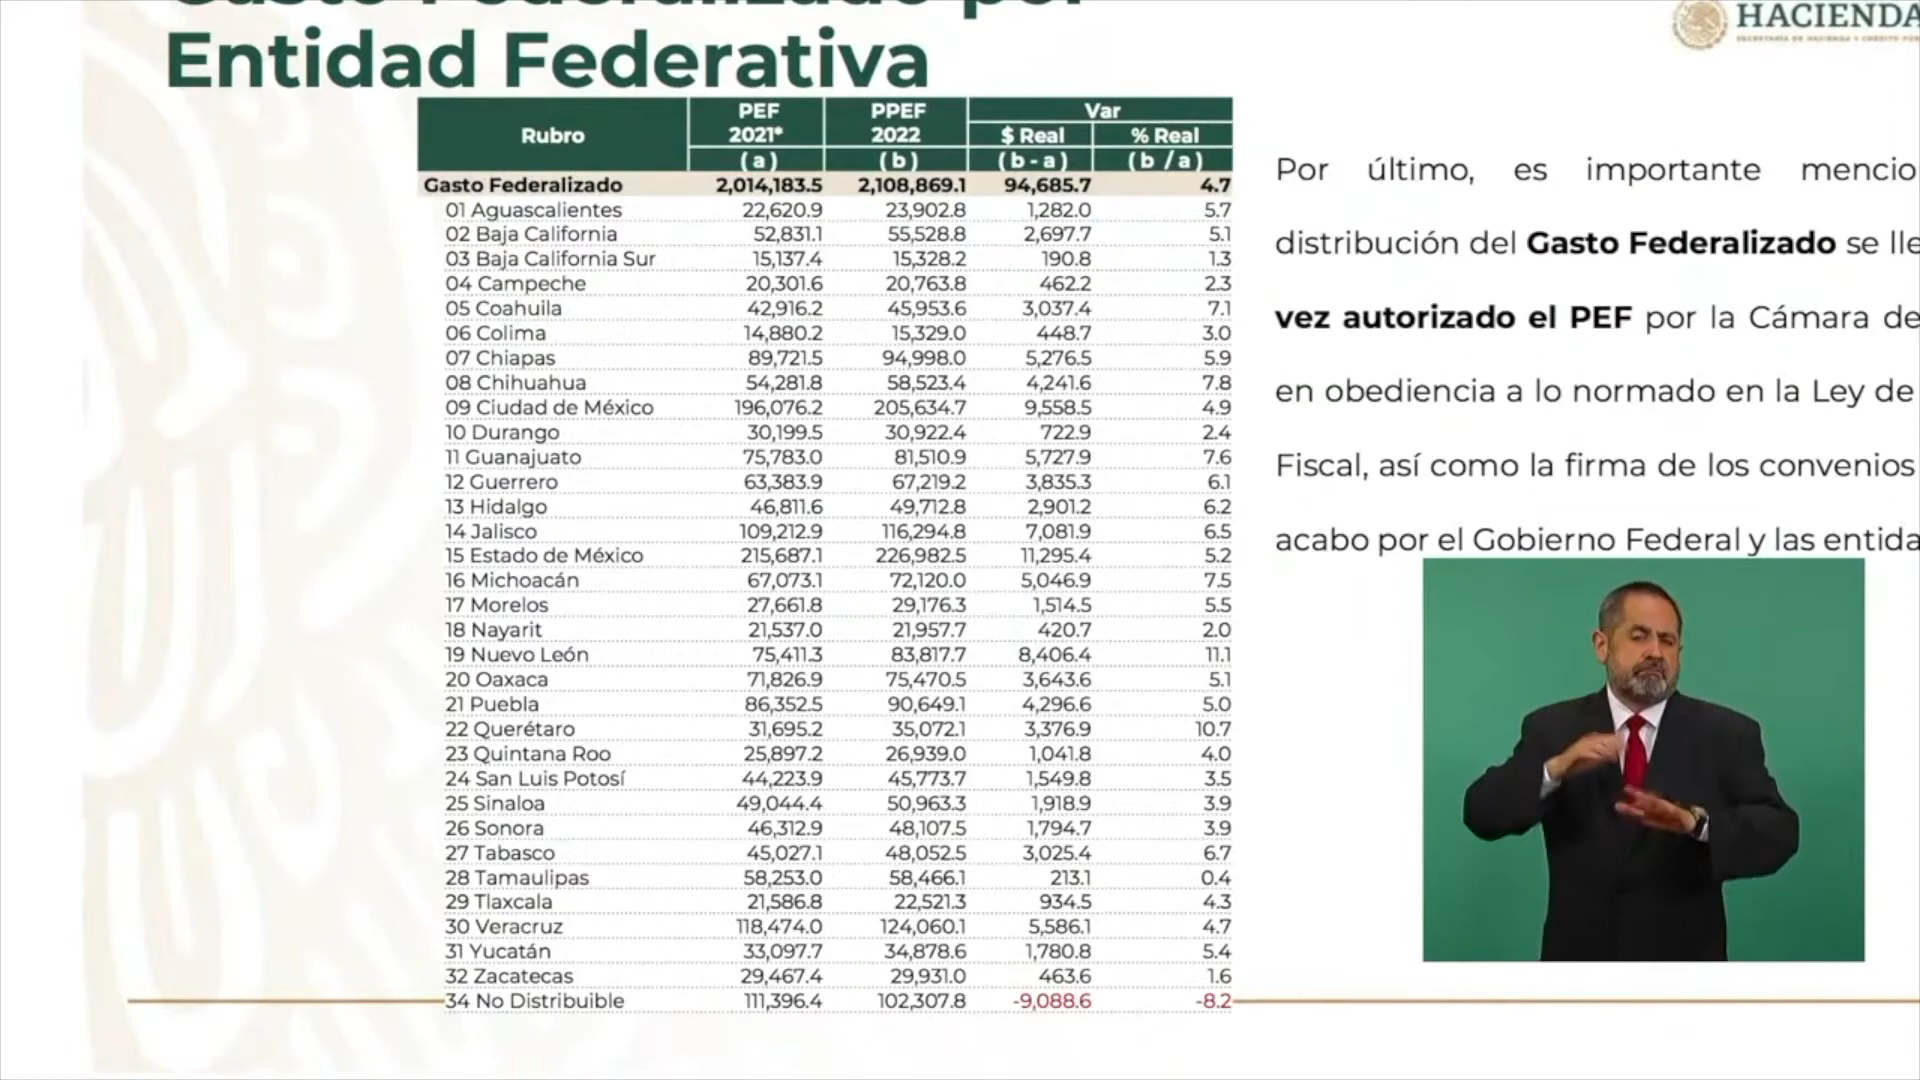 Gasto Federalizado por
Entidad Federativa
HACIENDA
SECRETARÍA DE HACIENDA Y CRÉDITO
Rubro PEF 2021* (a) PPEF 2022 (b) Var $ Real (b - a) % Real (b / a)
Gasto Federalizado 2,014,183.5 2,108,869.1 94,685.7 4.7
01 Aguascalientes 22,620.9 23,902.8 1,282.0 5.7
02 Baja California 52,831.1 55,528.8 2,697.7 5.1
03 Baja California Sur 15,137.4 15,328.2 190.8 1.3
04 Campeche 20,301.6 20,763.8 462.2 2.3
05 Coahuila 42,916.2 45,953.6 3,037.4 7.1
06 Colima 14,880.2 15,329.0 448.7 3.0
07 Chiapas 89,721.5 94,998.0 5,276.5 5.9
08 Chihuahua 54,281.8 58,523.4 4,241.6 7.8
09 Ciudad de México 196,076.2 205,634.7 9,558.5 4.9
10 Durango 30,199.5 30,922.4 722.9 2.4
11 Guanajuato 75,783.0 81,510.9 5,727.9 7.6
12 Guerrero 63,383.9 67,219.2 3,835.3 6.1
13 Hidalgo 46,811.6 49,712.8 2,901.2 6.2
14 Jalisco 109,212.9 116,294.8 7,081.9 6.5
15 Estado de México 215,687.1 226,982.5 11,295.4 5.2
16 Michoacán 67,073.1 72,120.0 5,046.9 7.5
17 Morelos 27,661.8 29,176.3 1,514.5 5.5
18 Nayarit 21,537.0 21,957.7 420.7 2.0
19 Nuevo León 75,411.3 83,817.7 8,406.4 11.1
20 Oaxaca 71,826.9 75,470.5 3,643.6 5.1
21 Puebla 86,352.5 90,649.1 4,296.6 5.0
22 Querétaro 31,695.2 35,072.1 3,376.9 10.7
23 Quintana Roo 25,897.2 26,939.0 1,041.8 4.0
24 San Luis Potosí 44,223.9 45,773.7 1,549.8 3.5
25 Sinaloa 49,044.4 50,963.3 1,918.9 3.9
26 Sonora 46,312.9 48,107.5 1,794.7 3.9
27 Tabasco 45,027.1 48,052.5 3,025.4 6.7
28 Tamaulipas 58,253.0 58,466.1 213.1 0.4
29 Tlaxcala 21,586.8 22,521.3 934.5 4.3
30 Veracruz 118,474.0 124,060.1 5,586.1 4.7
31 Yucatán 33,097.7 34,878.6 1,780.8 5.4
32 Zacatecas 29,467.4 29,931.0 463.6 1.6
34 No Distribuible 111,396.4 102,307.8 -9,088.6 -8.2
Por último, es importante mencio
distribución del Gasto Federalizado se lle
vez autorizado el PEF por la Cámara de
en obediencia a lo normado en la Ley de
Fiscal, así como la firma de los convenios
acabo por el Gobierno Federal y las entida